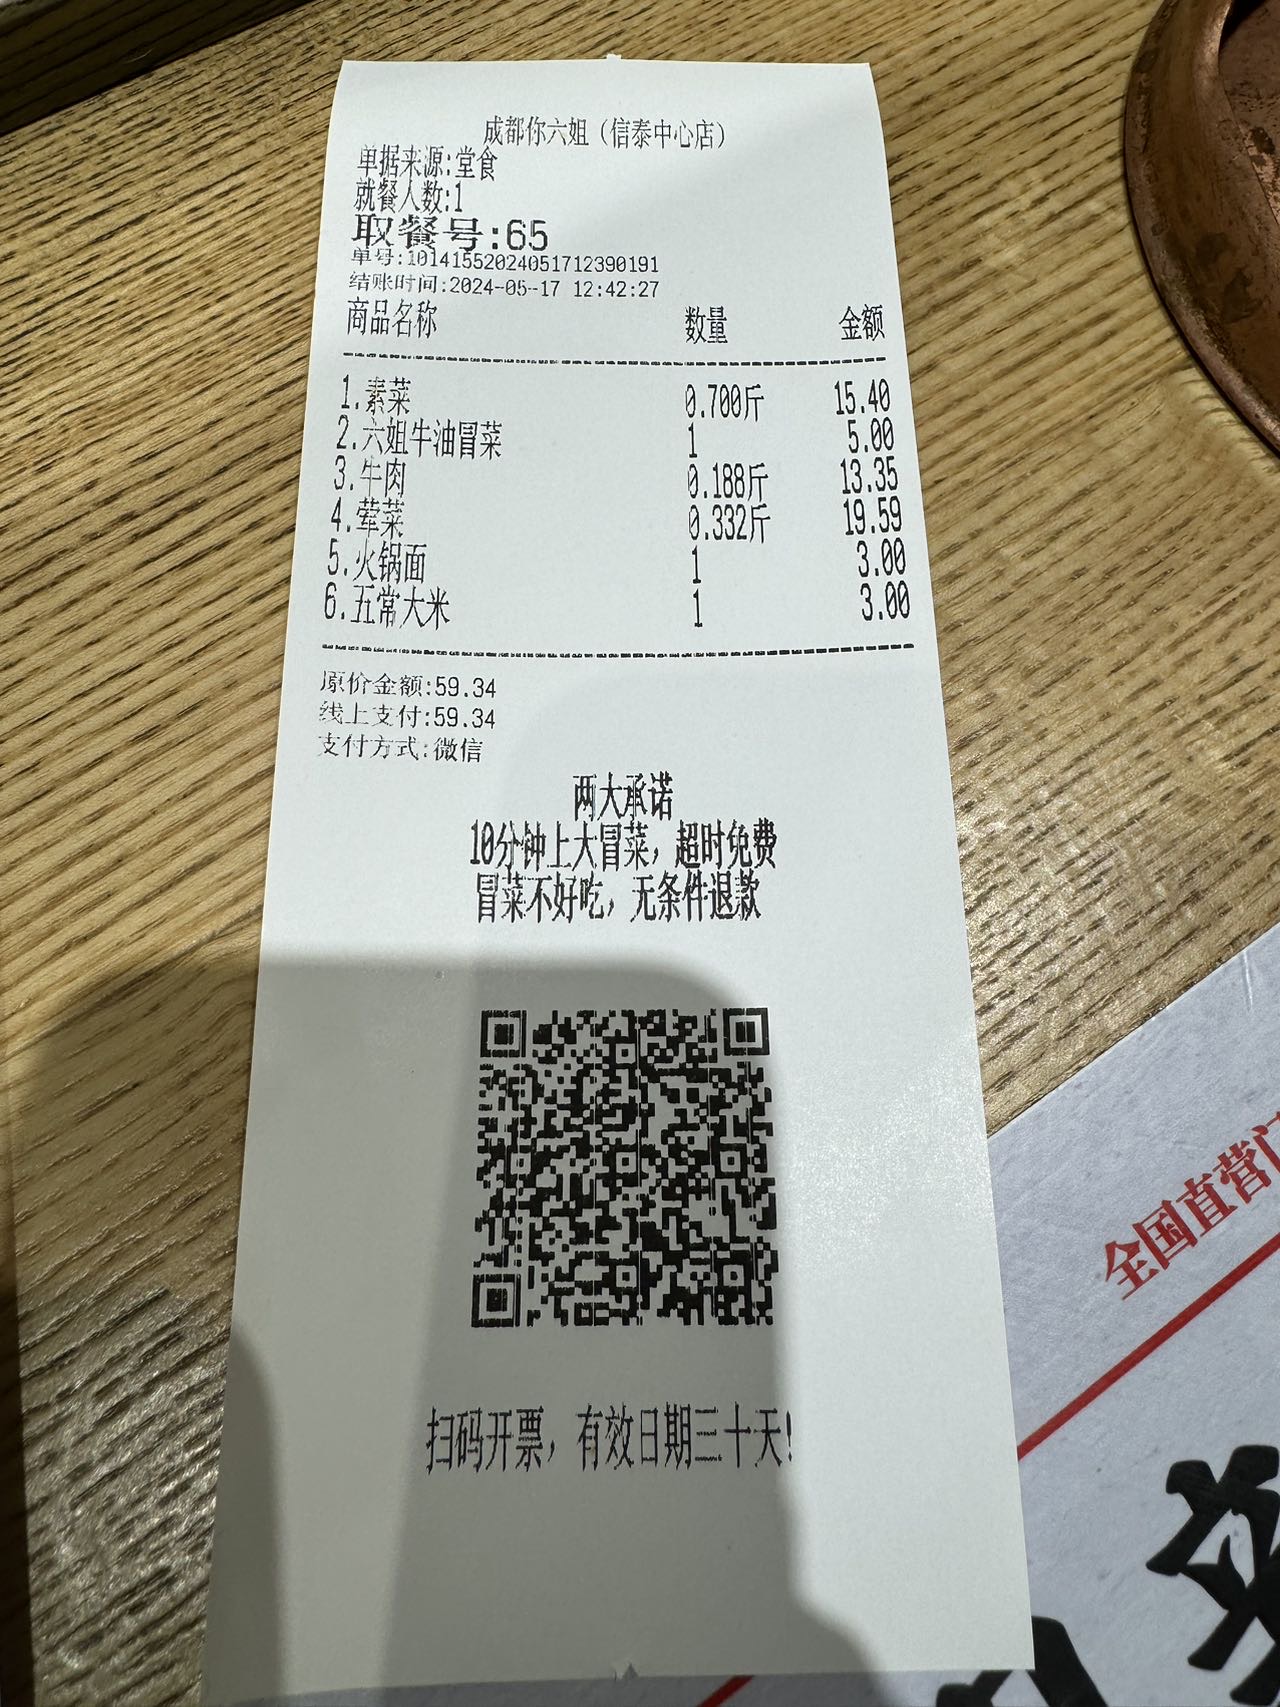 成都你六姐（信泰中心店）
单据来源:堂食
就餐人数:1
取餐号:65
单号:10141552024051712390191
结账时间:2024-05-17 12:42:27
商品名称 数量 金额
1.素菜 0.700斤 15.40
2.六姐牛油冒菜 1 5.00
3.牛肉 0.188斤 13.35
4.荤菜 0.332斤 19.59
5.火锅面 1 3.00
6.五常大米 1 3.00
原价金额:59.34
线上支付:59.34
支付方式:微信
两大承诺
10分钟上大冒菜，超时免费
冒菜不好吃，无条件退款
扫码开票，有效日期三十天!
全国直营门